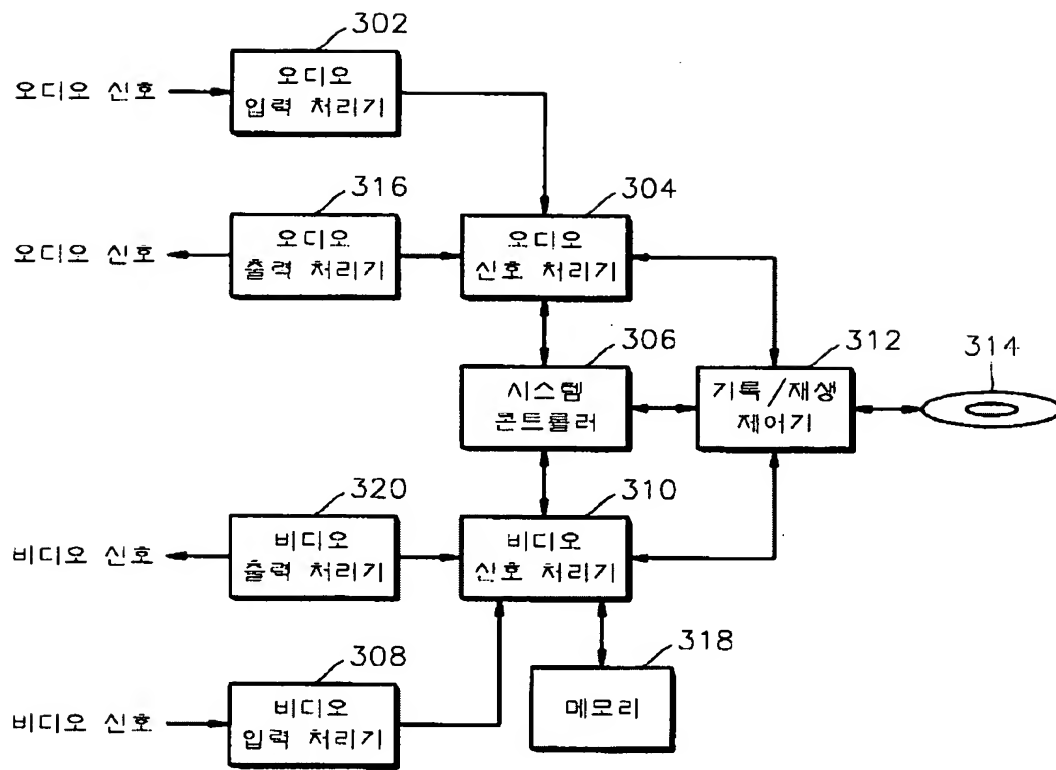 302
오디오 신호
오디오
입력 처리기
316
304
오디오 신호
오디오
출력 처리기
오디오
신호 처리기
306
312
314
시스템
콘트롤러
기록/재생
제어기
320
310
비디오 신호
비디오
출력 처리기
비디오
신호 처리기
308
318
비디오 신호
비디오
입력 처리기
메모리